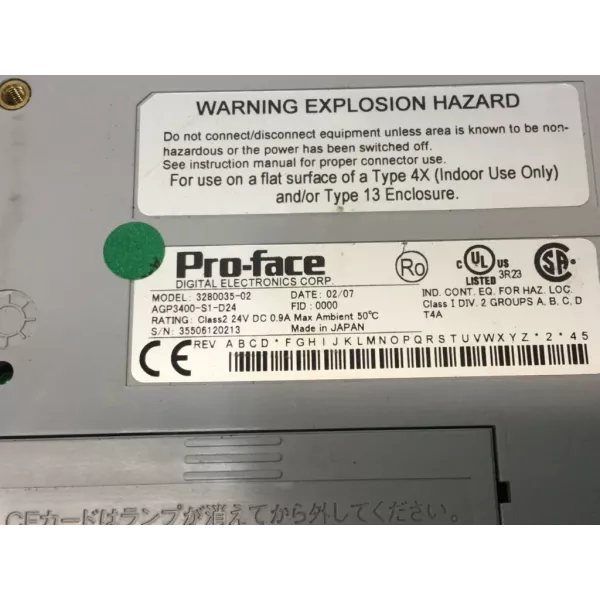 WARNING EXPLOSION HAZARD
Do not connect/disconnect equipment unless area is known to be non-
hazardous or the power has been switched off.
See instruction manual for proper connector use.
For use on a flat surface of a Type 4X (Indoor Use Only)
and/or Type 13 Enclosure.
Pro-face
DIGITAL ELECTRONICS CORP.
MODEL: 3280035-02 DATE: 02/07
AGP3400-S1-D24 FID : 0000
RATING: Class2 24V DC 0.9A Max Ambient 50°C
S/N: 35506120213 Made in JAPAN
Ro
C UL US
LISTED 3R23
SA
IND. CONT. EQ. FOR HAZ. LOC.
Class I DIV. 2 GROUPS A, B, C, D
T4A
CE REV A B C D * F G H I J K L M N O P Q R S T U V W X Y Z * 2 * 4 5
CFカードはランプが消えてから外してください。